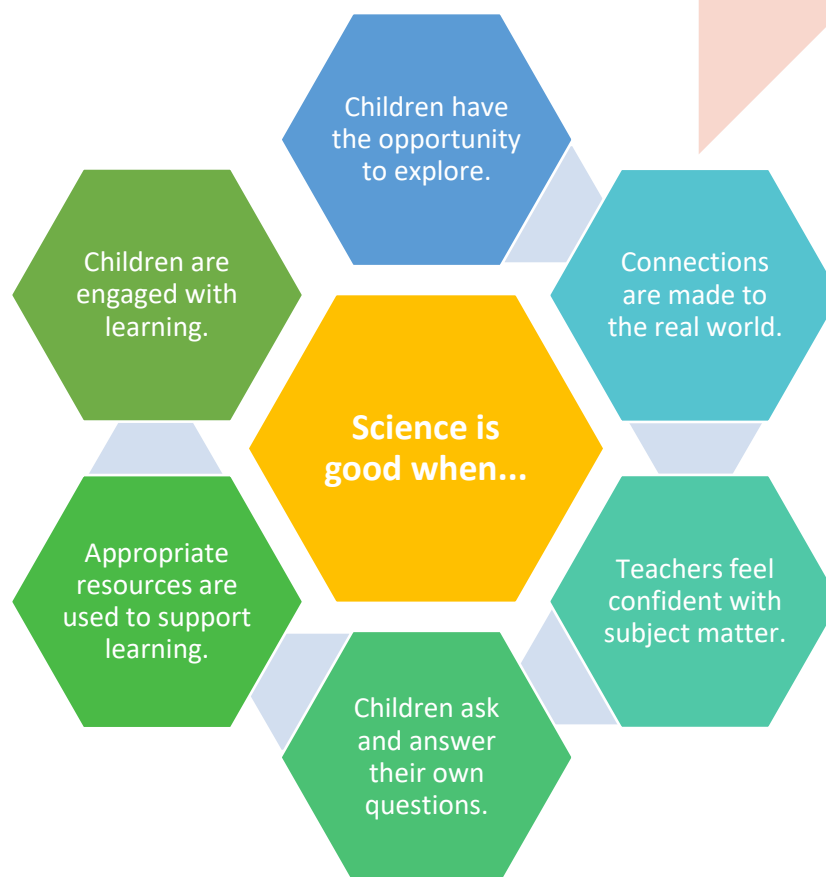 Children have
the opportunity
to explore.
Children are
engaged with
learning.
Connections
are made to
the real world.
Science is
good when...
Appropriate
resources are
used to support
learning.
Teachers feel
confident with
subject matter.
Children ask
and answer
their own
questions.